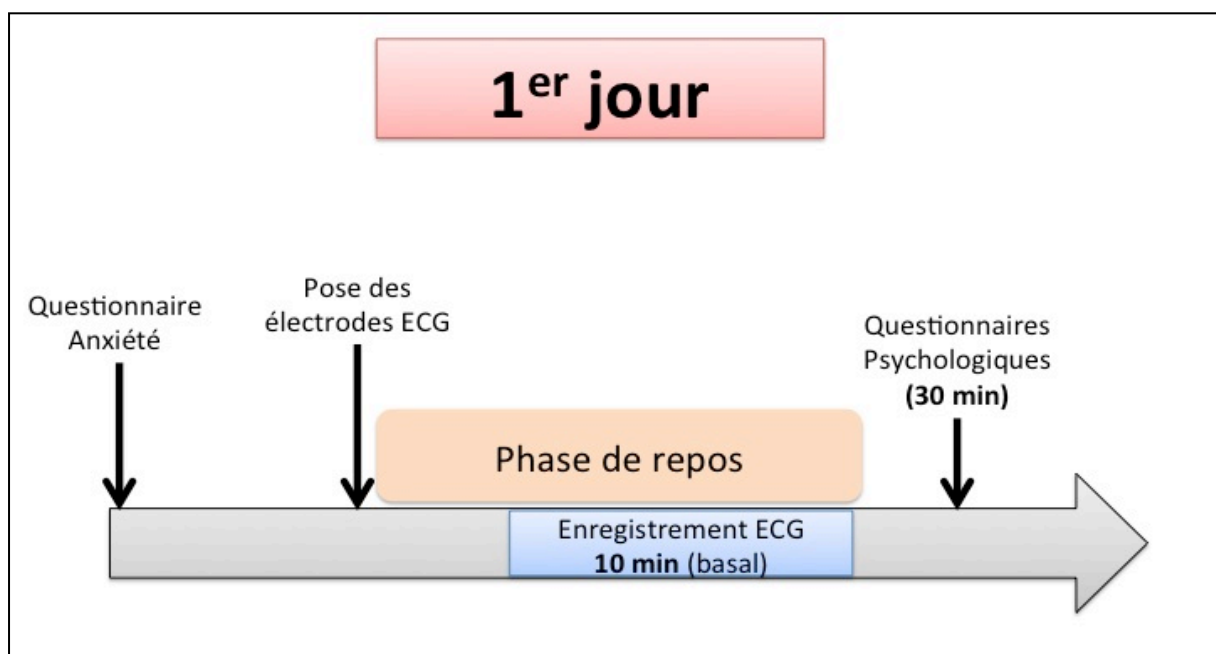 1er jour
Questionnaire
Anxiété
Pose des
électrodes ECG
Questionnaires
Psychologiques
(30 min)
Phase de repos
Enregistrement ECG
10 min (basal)